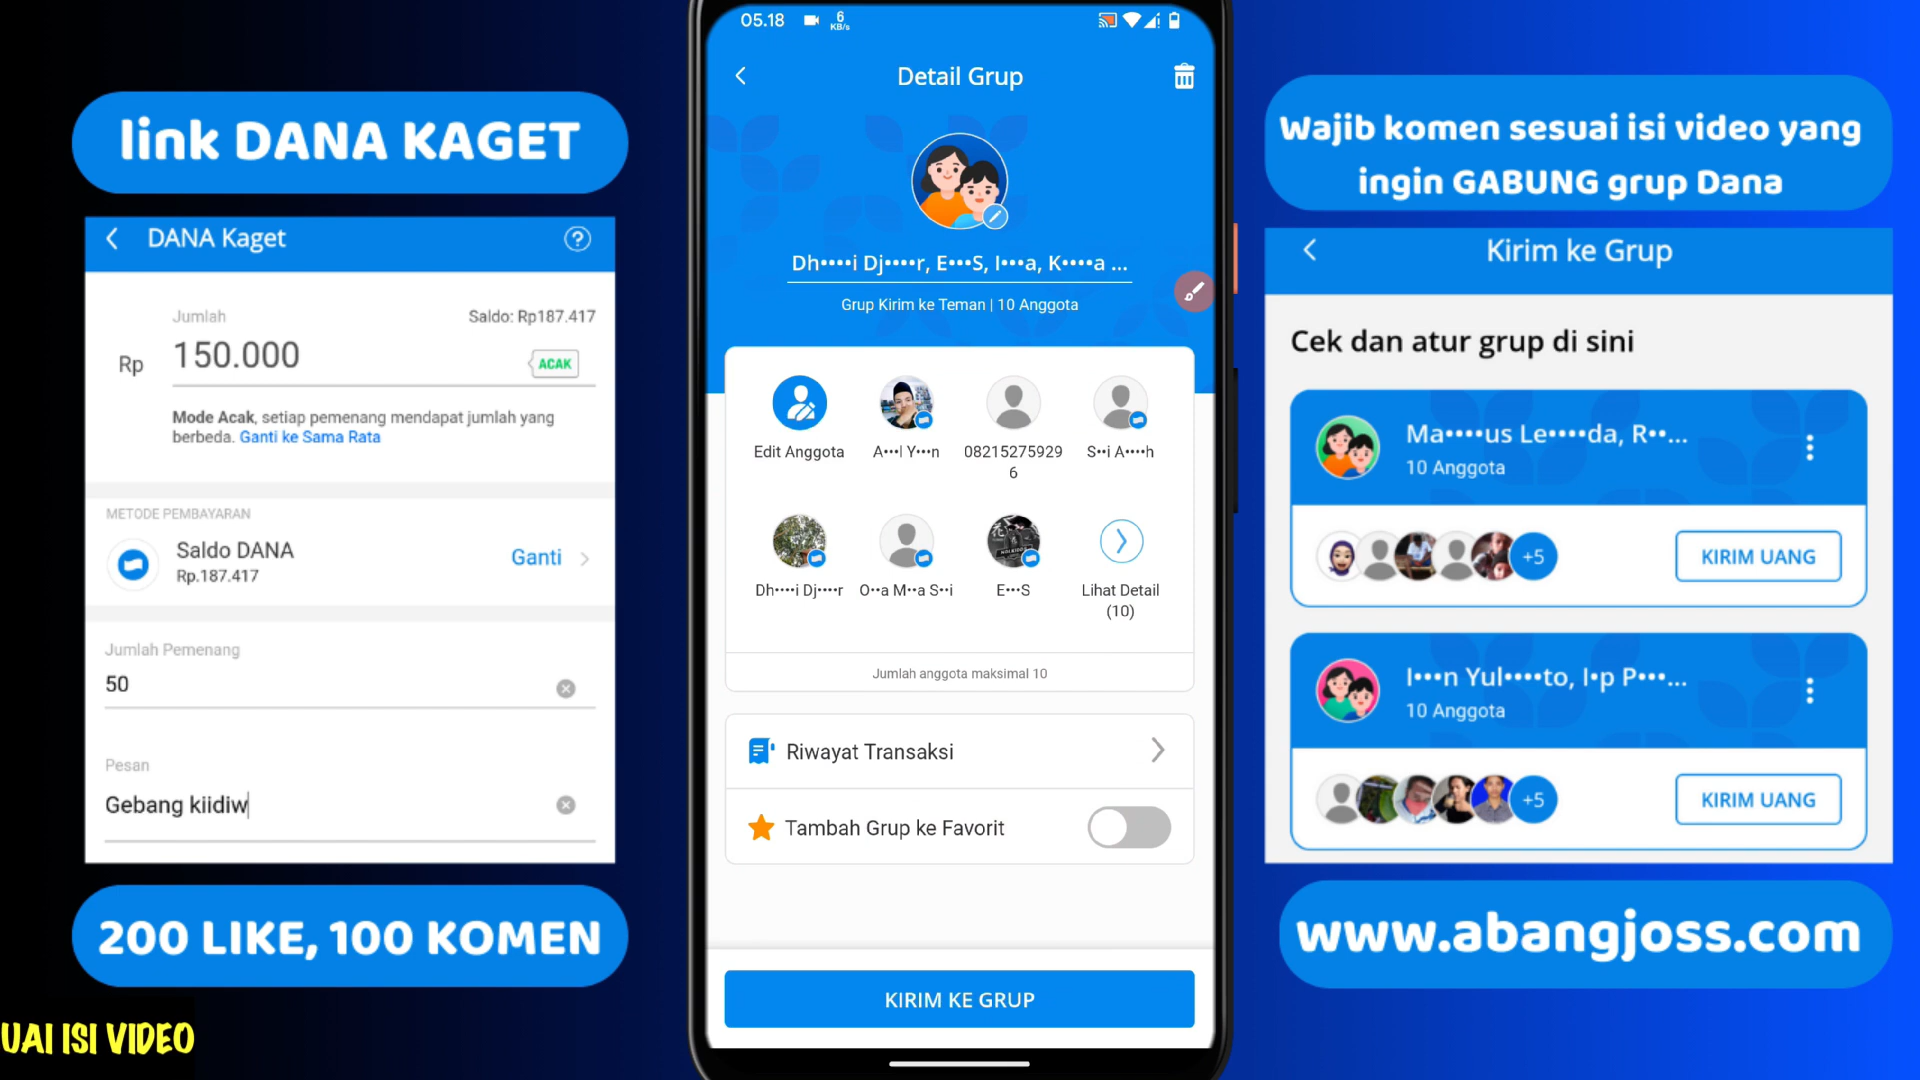 link DANA KAGET
DANA Kaget
?
Jumlah
Saldo: Rp187.417
Rp
150.000
ACAK
Mode Acak, setiap pemenang mendapat jumlah yang
berbeda. Ganti ke Sama Rata
METODE PEMBAYARAN
Saldo DANA
Rp.187.417
Ganti
Jumlah Pemenang
50
Pesan
Gebang kiidiw
200 LIKE, 100 KOMEN
UAI ISI VIDEO
05.18
6
KB/s
Detail Grup
Dh••••i Dj••••r, E•••S, I•••a, K••••a ...
Grup Kirim ke Teman | 10 Anggota
Edit Anggota
A•••l Y•••n
08215275929
6
S••i A••••h
Dh••••i Dj••••r
O••a M••a S••i
E•••S
Lihat Detail
(10)
Jumlah anggota maksimal 10
Riwayat Transaksi
Tambah Grup ke Favorit
KIRIM KE GRUP
Wajib komen sesuai isi video yang
ingin GABUNG grup Dana
Kirim ke Grup
Cek dan atur grup di sini
Ma••••us Le••••da, R••...
10 Anggota
+5
KIRIM UANG
I•••n Yul••••to, I•p P•••...
10 Anggota
+5
KIRIM UANG
www.abangjoss.com